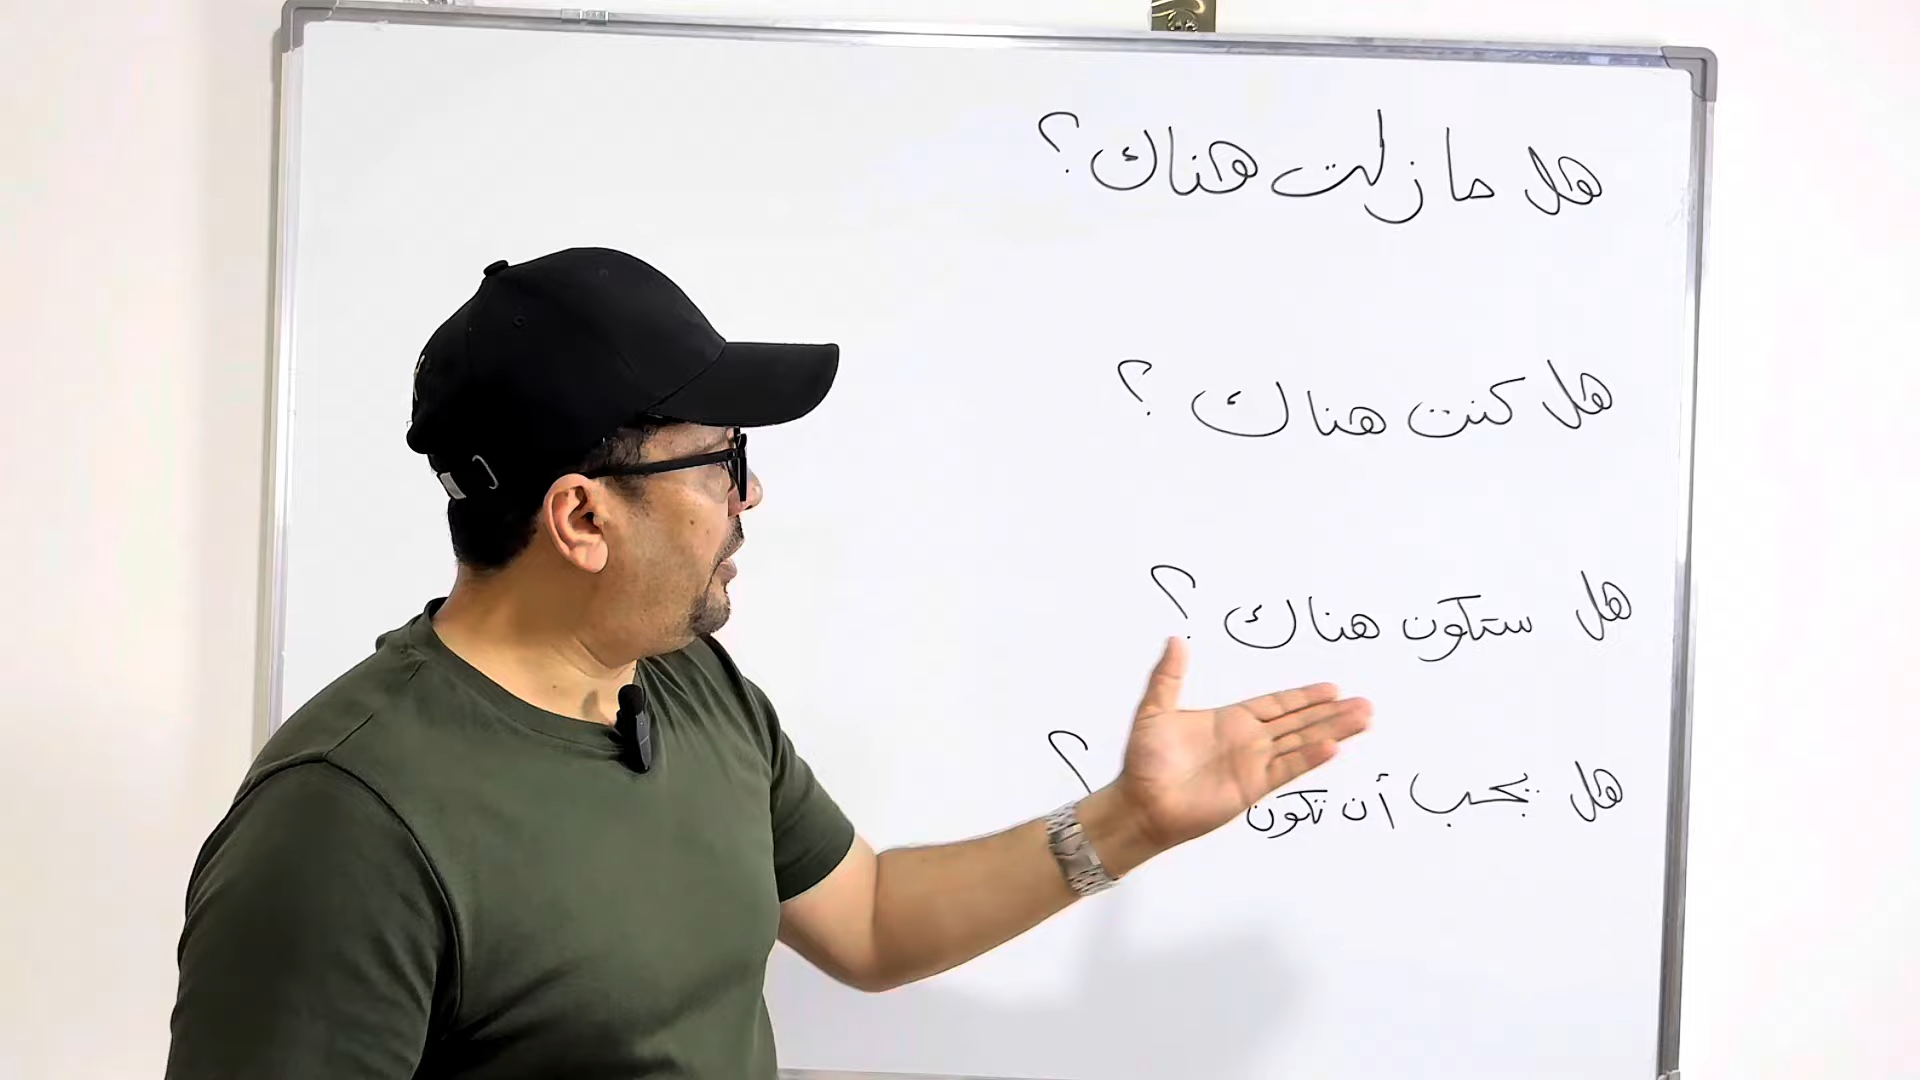 هل ما زلت هناك؟
هل كنت هناك؟
هل ستكون هناك؟
هل يجب أن تكون ؟